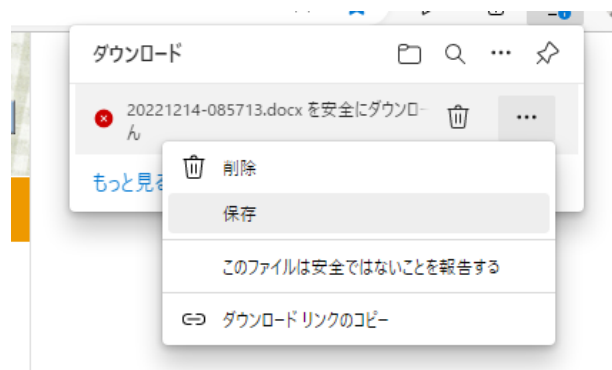 ダウンロード
20221214-085713.docx を安全にダウンロー
ん
もっと見る
削除
保存
このファイルは安全ではないことを報告する
ダウンロード リンクのコピー